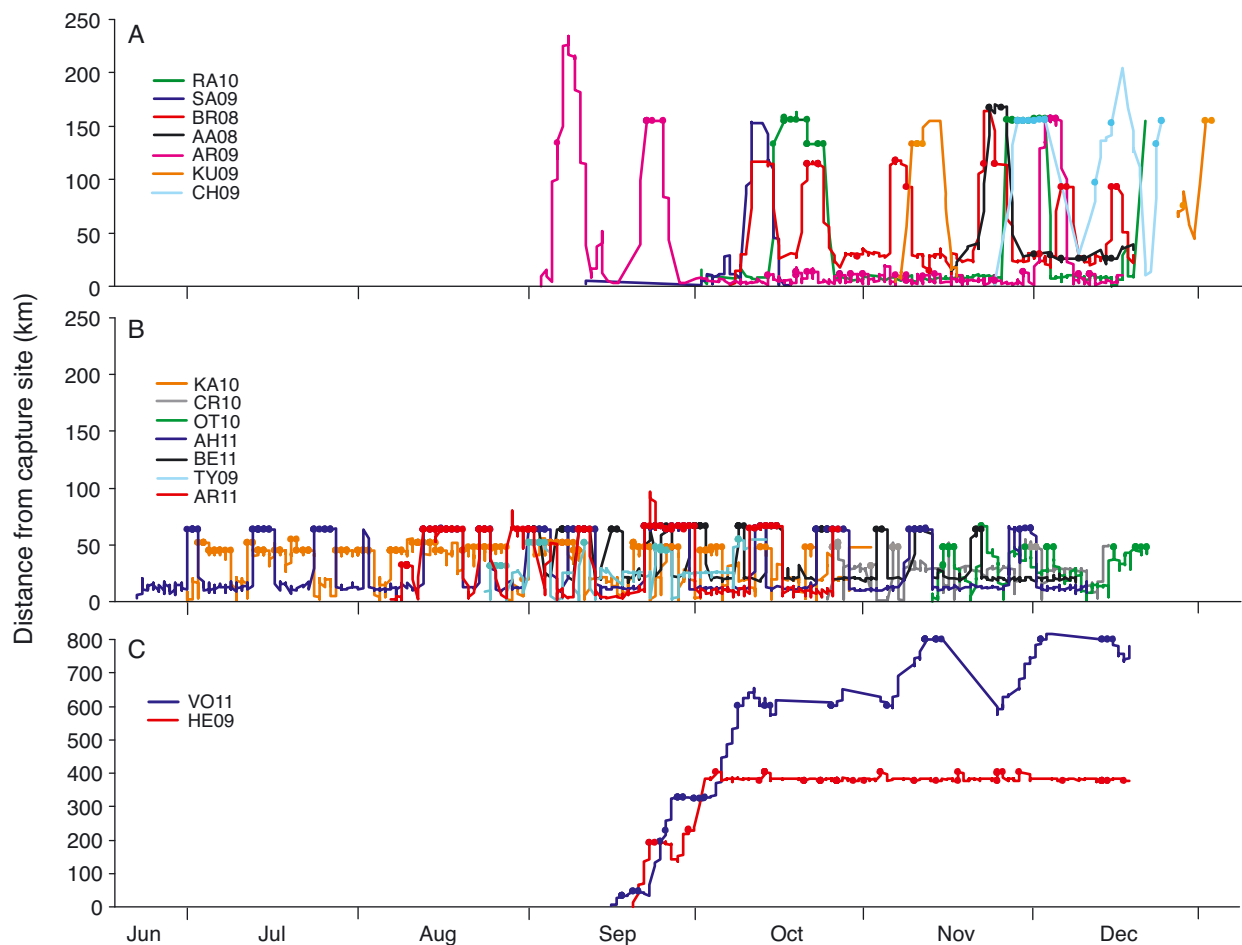 Distance from capture site (km)
A
250
200
150
100
50
0
RA10
SA09
BR08
AA08
AR09
KU09
CH09
B
250
200
150
100
50
0
KA10
CR10
OT10
AH11
BE11
TY09
AR11
C
800
700
600
500
400
300
200
100
0
VO11
HE09
Jun Jul Aug Sep Oct Nov Dec